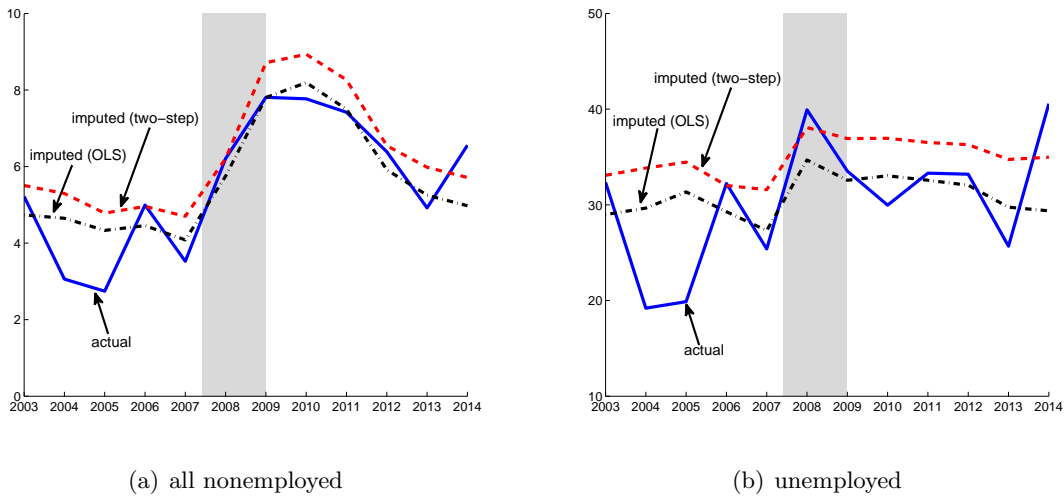 10
8
6
4
2
0
imputed (two−step)
imputed (OLS)
actual
2003 2004 2005 2006 2007 2008 2009 2010 2011 2012 2013 2014
(a) all nonemployed
50
40
30
20
10
imputed (two−step)
imputed (OLS)
actual
2003 2004 2005 2006 2007 2008 2009 2010 2011 2012 2013 2014
(b) unemployed